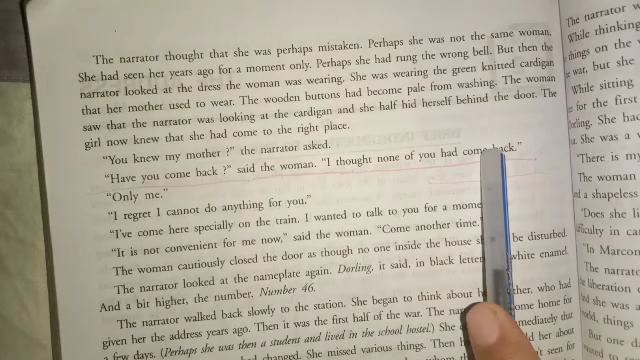 The narrator thought that she was perhaps mistaken. Perhaps she was not the same woman.
She had seen her years ago for a moment only. Perhaps she had rung the wrong bell. But then the
narrator looked at the dress the woman was wearing. She was wearing the green knitted cardigan
that her mother used to wear. The wooden buttons had become pale from washing. The woman
saw that the narrator was looking at the cardigan and she half hid herself behind the door. The
girl now knew that she had come to the right place.
"You knew my mother ?" the narrator asked.
"Have you come back ?" said the woman. "I thought none of you had come back."
"Only me."
"I regret I cannot do anything for you."
"I've come here specially on the train. I wanted to talk to you for a
"It is not convenient for me now," said the woman. "Come another time."
The woman cautiously closed the door as though no one inside the house be disturbed.
The narrator looked at the nameplate again. Dorling, it said, in black white enamel.
And a bit higher, the number. Number 46.
The narrator walked back slowly to the station. She began to think about who had
given her the address years ago. Then it was the first half of the war. The home for
a few days. (Perhaps she was then a student and lived in the school hostel.) She immediately that
changed. She missed various things. Then her about
seen for
The narrator
While thinking
things on the
war, but she
While sitting
for the first
She had
She was a
"There is my
The woman
a shapeless
"Does she li
in ca
"In Marcon
The narrato
liberation
she was a
things
But one